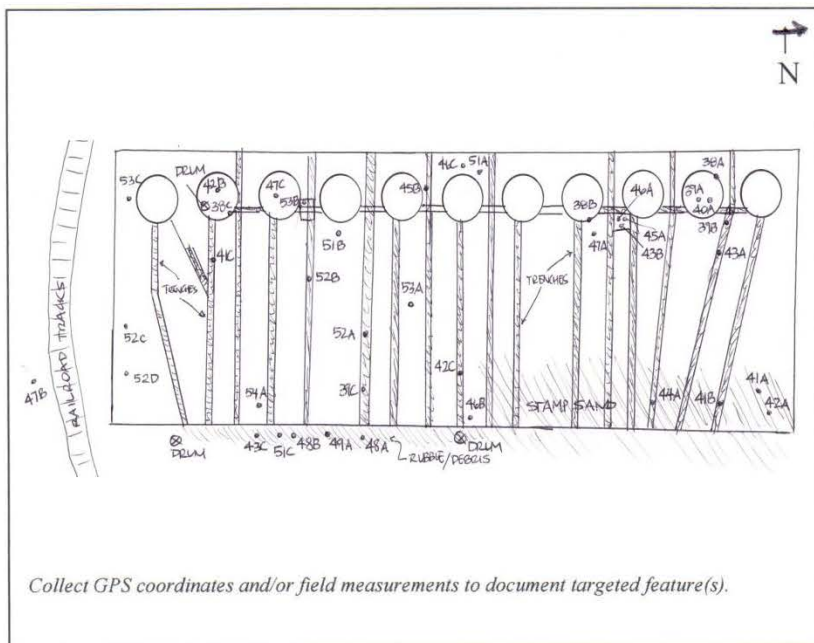 N
46C
51A
38A
53C
DRUM
42B
47C
45B
46A
39A
38C
53B
38B
40A
39B
51B
47A
45A
43B
43A
41C
52B
TRENCHES
53A
TRENCHES
RAILROAD TRACKS
52C
52A
52D
42C
47B
39C
41A
54A
46B
STAMP SAND
44A
41B
42A
DRUM
43C
51C
48B
49A
48A
DRUM
RUBBLE/DEBRIS
Collect GPS coordinates and/or field measurements to document targeted feature(s).